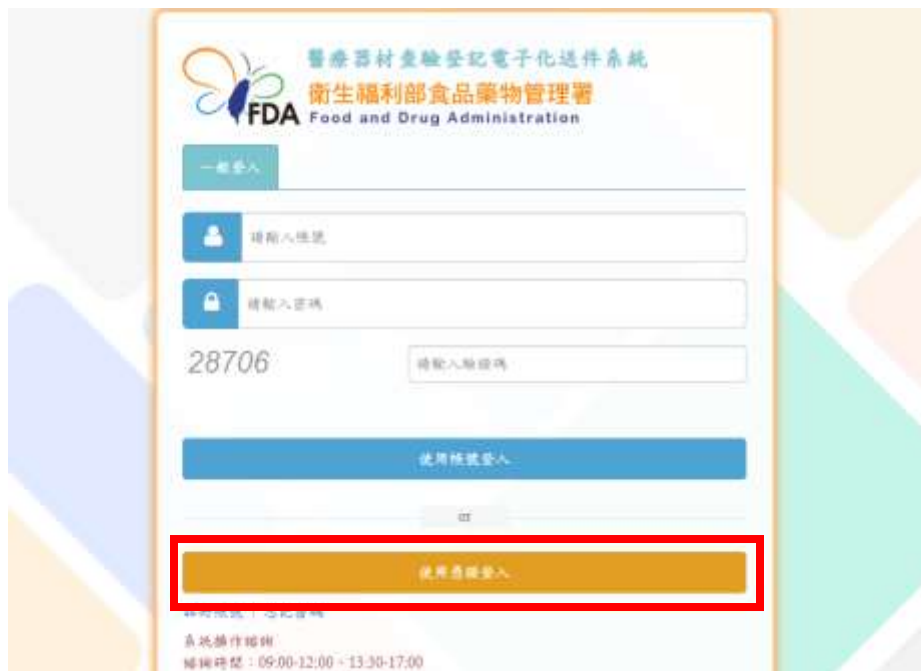 醫療器材查驗登記電子化送件系統
衛生福利部食品藥物管理署
FDA Food and Drug Administration
一般登入
請輸入帳號
請輸入密碼
28706
請輸入驗證碼
使用帳號登入
or
使用憑證登入
忘記密碼
系統操作諮詢
諮詢時間：09:00-12:00、13:30-17:00